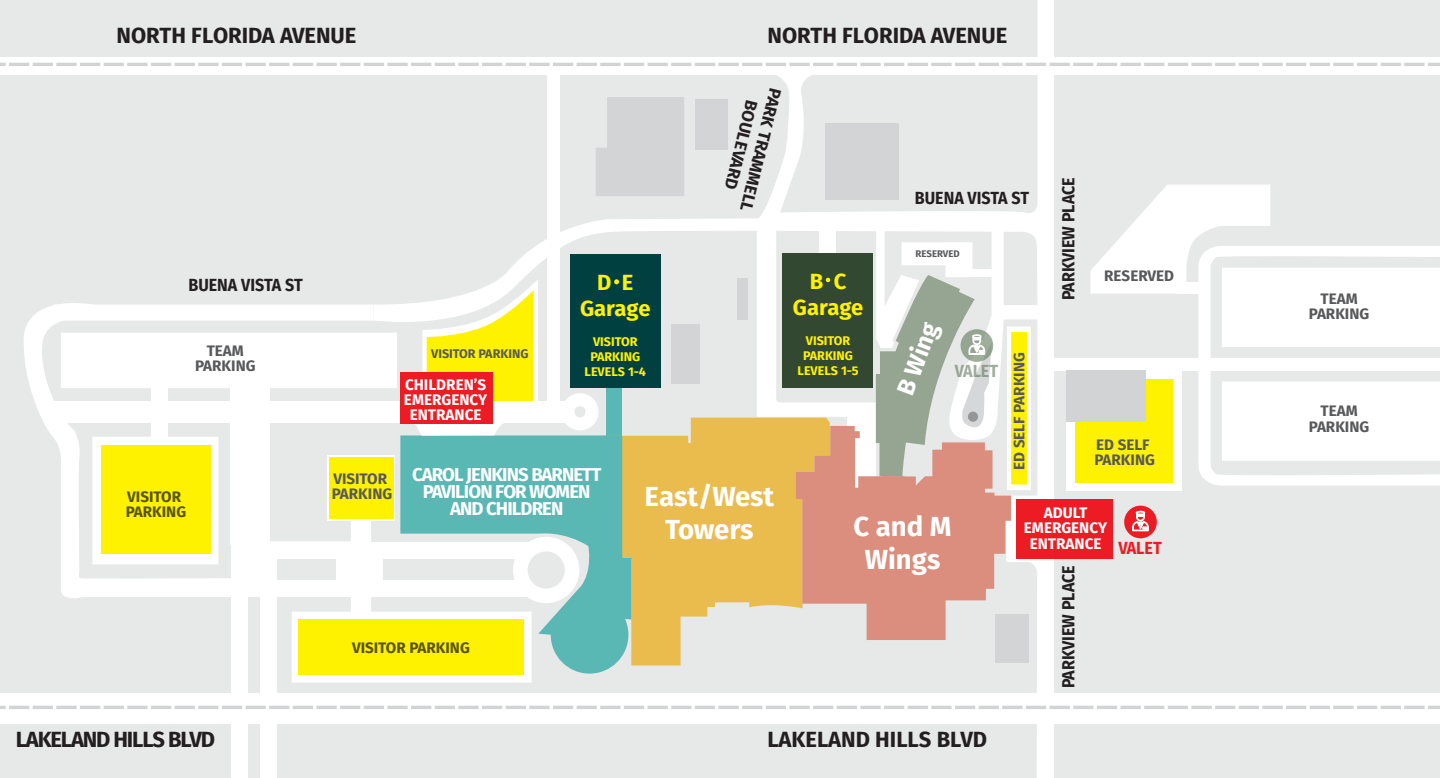 NORTH FLORIDA AVENUE
NORTH FLORIDA AVENUE
PARK TRAMMELL
BOULEVARD
BUENA VISTA ST
PARKVIEW PLACE
RESERVED
RESERVED
BUENA VISTA ST
D•E
Garage
VISITOR
PARKING
LEVELS 1-4
B•C
Garage
VISITOR
PARKING
LEVELS 1-5
TEAM
PARKING
TEAM
PARKING
VISITOR PARKING
B Wing
VALET
ED SELF PARKING
CHILDREN'S
EMERGENCY
ENTRANCE
TEAM
PARKING
ED SELF
PARKING
VISITOR
PARKING
VISITOR
PARKING
CAROL JENKINS BARNETT
PAVILION FOR WOMEN
AND CHILDREN
East/West
Towers
C and M
Wings
ADULT
EMERGENCY
ENTRANCE
VALET
PARKVIEW PLACE
VISITOR PARKING
LAKELAND HILLS BLVD
LAKELAND HILLS BLVD